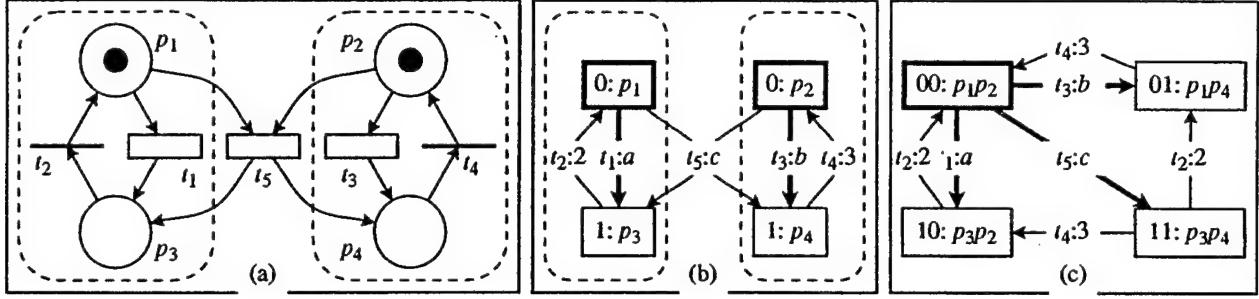 p1
p2
t2
t1
t5
t3
t4
p3
p4
(a)
0: p1
0: p2
t2:2
t1:a
t5:c
t3:b
t4:3
1: p3
1: p4
(b)
t4:3
00: p1p2
t3:b
01: p1p4
t2:2
1:a
t5:c
t2:2
10: p3p2
t4:3
11: p3p4
(c)